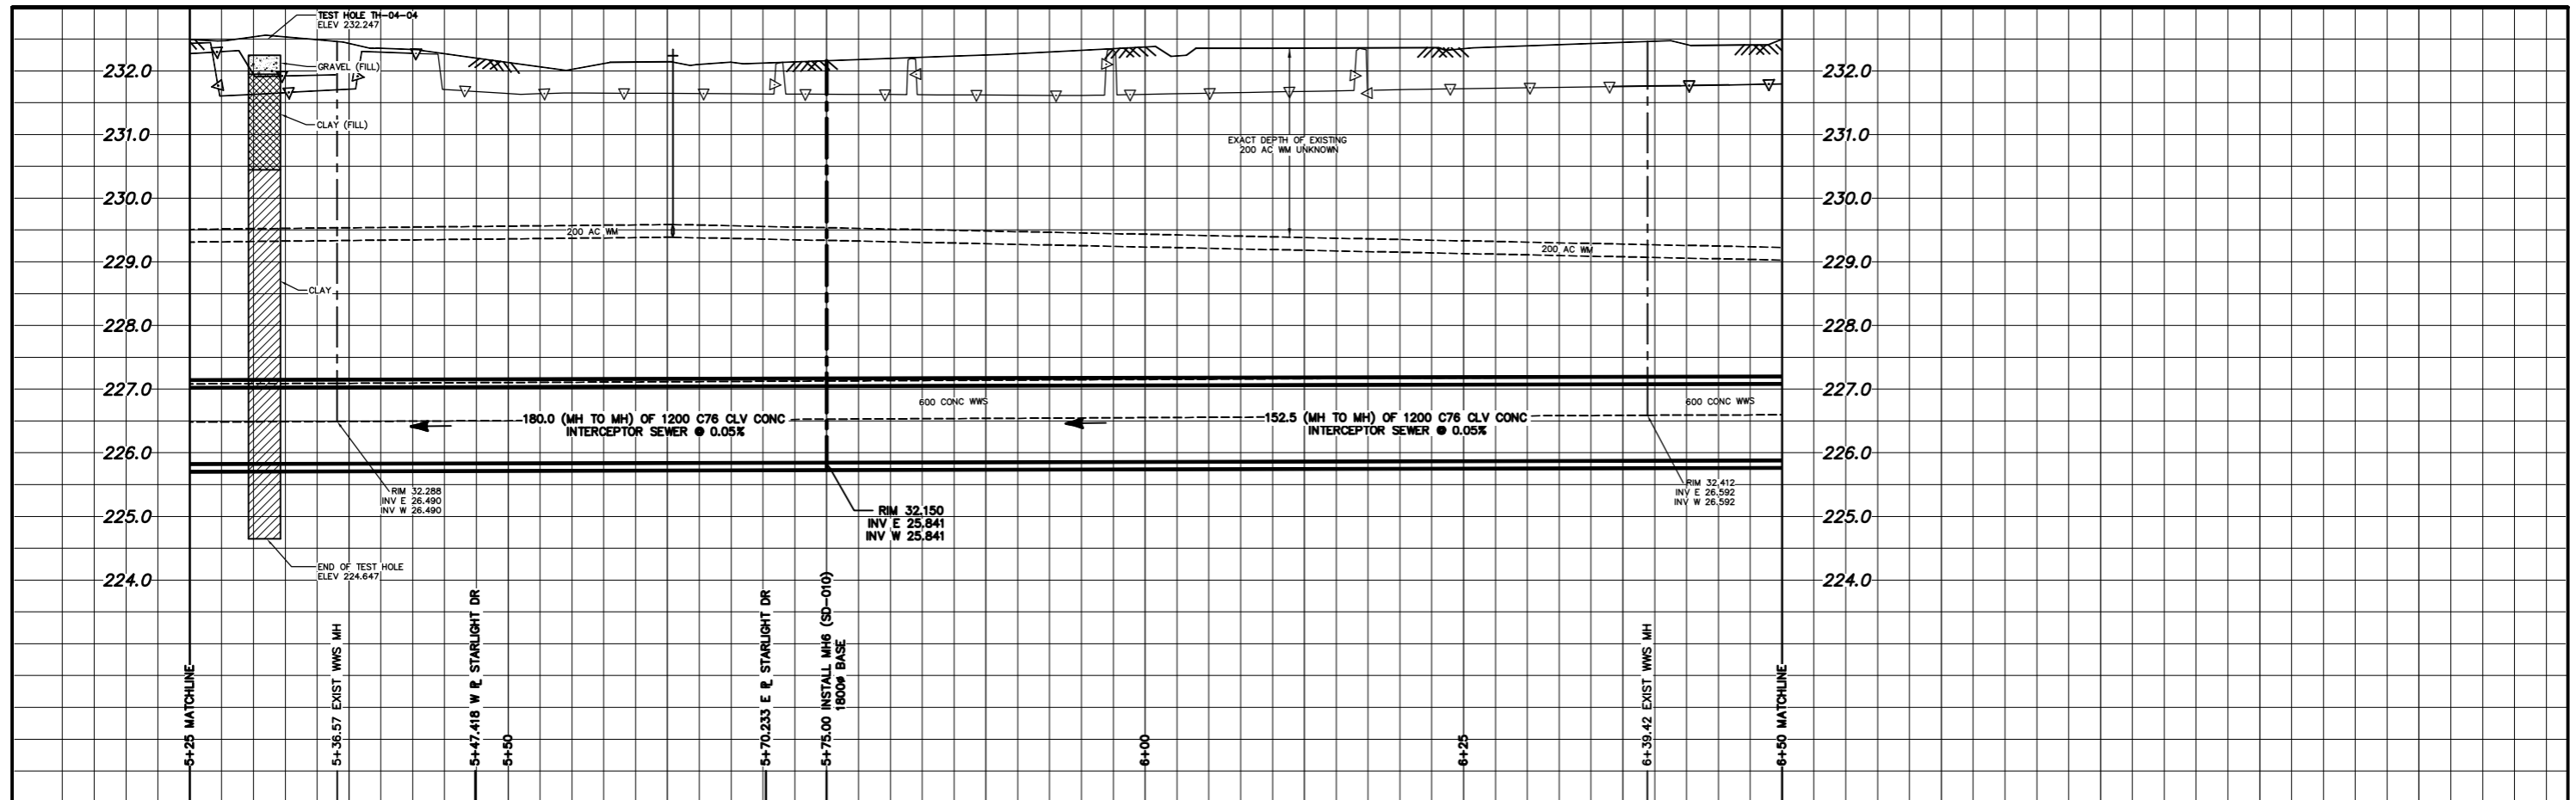 TEST HOLE TH-04-04
ELEV 232.247
GRAVEL (FILL)
232.0
232.0
CLAY (FILL)
231.0
231.0
EXACT DEPTH OF EXISTING
200 AC WM UNKNOWN
230.0
230.0
200 AC WM
200 AC WM
229.0
229.0
CLAY
228.0
228.0
227.0
227.0
600 CONC WWS
600 CONC WWS
180.0 (MH TO MH) OF 1200 C76 CLV CONC
INTERCEPTOR SEWER @ 0.05%
152.5 (MH TO MH) OF 1200 C76 CLV CONC
INTERCEPTOR SEWER @ 0.05%
226.0
226.0
RIM 32.288
INV E 26.490
INV W 26.490
RIM 32.150
INV E 25.841
INV W 25.841
RIM 32.412
INV E 26.592
INV W 26.592
225.0
225.0
END OF TEST HOLE
ELEV 224.647
224.0
224.0
5+25 MATCHLINE
5+36.57 EXIST WWS MH
5+47.418 W PL STARLIGHT DR
5+50
5+70.233 E PL STARLIGHT DR
5+75.00 INSTALL MH6 (SD-010)
1800ø BASE
6+00
6+25
6+39.42 EXIST WWS MH
6+50 MATCHLINE